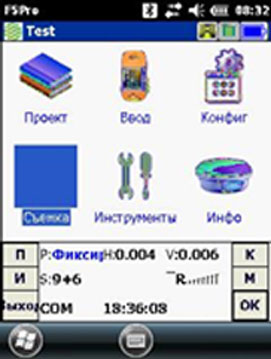 F5Pro 08:32
Test
Проект Ввод Конфиг
Съемка Инструменты Инфо
П P:Фиксир H:0.004 V:0.006 К
И S:9+6 R М
Выход COM 18:36:08 OK